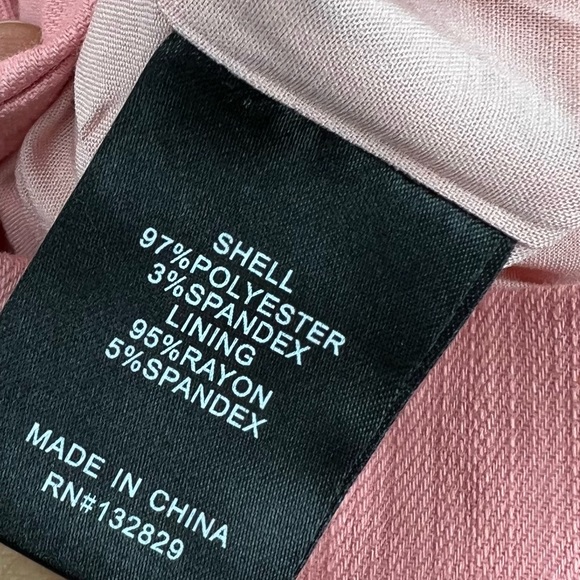 SHELL
97%POLYESTER
3%SPANDEX
LINING
95%RAYON
5%SPANDEX
MADE IN CHINA
RN#132829